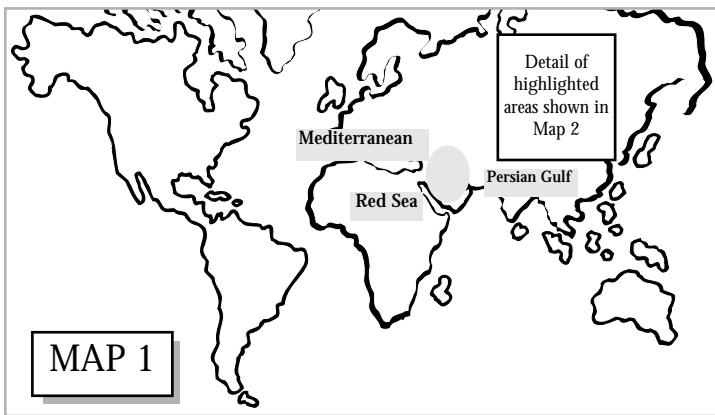 Detail of
highlighted
areas shown in
Map 2
Mediterranean
Persian Gulf
Red Sea
MAP 1